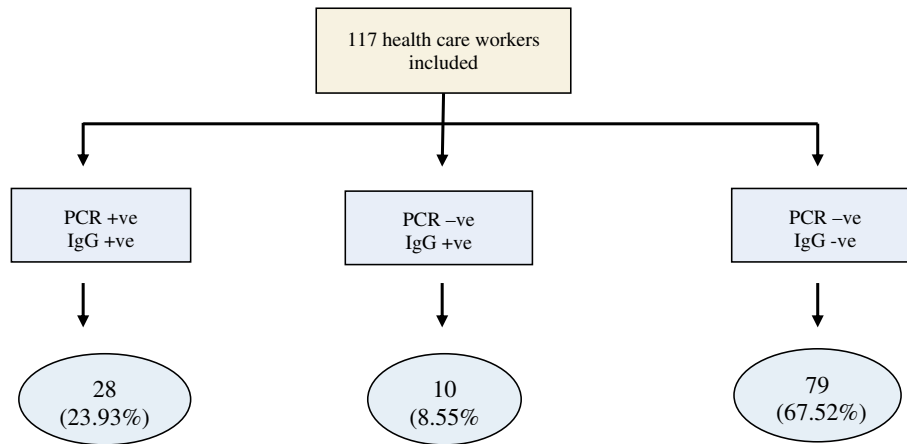 117 health care workers
included
PCR +ve
IgG +ve
PCR –ve
IgG +ve
PCR –ve
IgG -ve
28
(23.93%)
10
(8.55%
79
(67.52%)